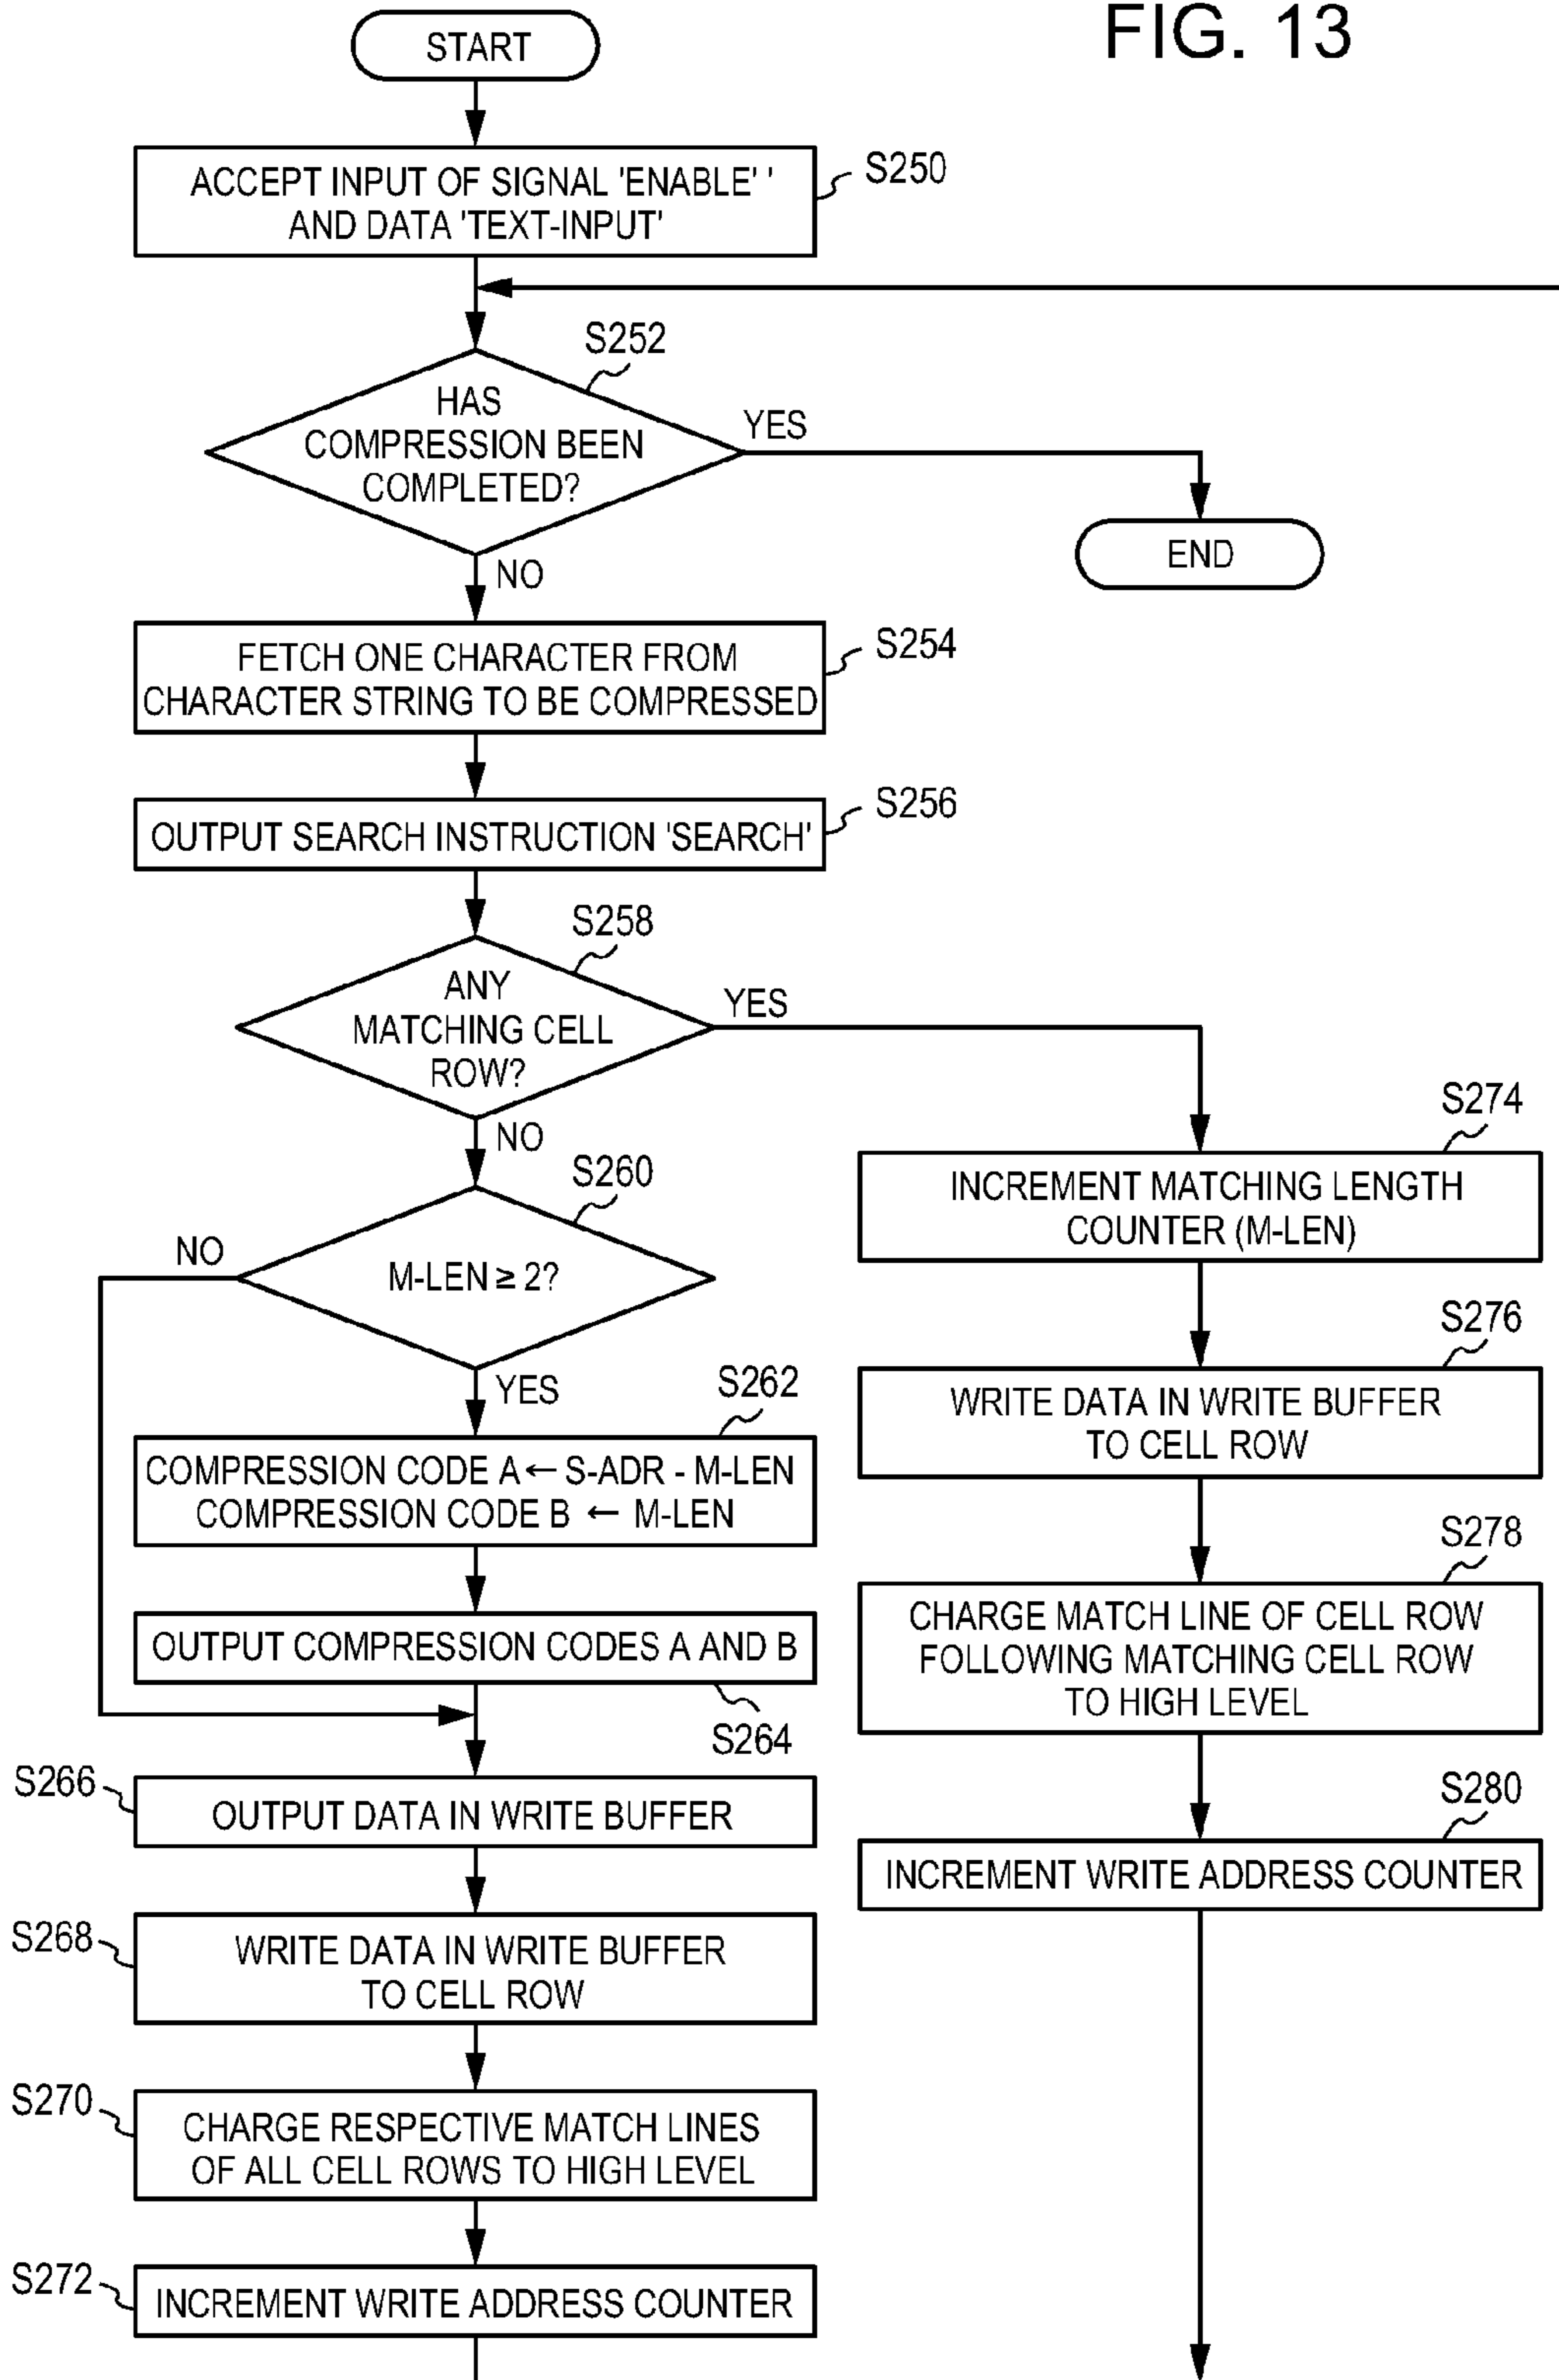 FIG. 13
START
ACCEPT INPUT OF SIGNAL 'ENABLE' '
AND DATA 'TEXT-INPUT'
S250
S252
HAS
COMPRESSION BEEN
COMPLETED?
YES
END
NO
FETCH ONE CHARACTER FROM
CHARACTER STRING TO BE COMPRESSED
S254
OUTPUT SEARCH INSTRUCTION 'SEARCH'
S256
S258
ANY
MATCHING CELL
ROW?
YES
NO
S260
M-LEN ≥ 2?
NO
YES
S262
COMPRESSION CODE A ← S-ADR - M-LEN
COMPRESSION CODE B ← M-LEN
OUTPUT COMPRESSION CODES A AND B
S264
S266
OUTPUT DATA IN WRITE BUFFER
S268
WRITE DATA IN WRITE BUFFER
TO CELL ROW
S270
CHARGE RESPECTIVE MATCH LINES
OF ALL CELL ROWS TO HIGH LEVEL
S272
INCREMENT WRITE ADDRESS COUNTER
S274
INCREMENT MATCHING LENGTH
COUNTER (M-LEN)
S276
WRITE DATA IN WRITE BUFFER
TO CELL ROW
S278
CHARGE MATCH LINE OF CELL ROW
FOLLOWING MATCHING CELL ROW
TO HIGH LEVEL
S280
INCREMENT WRITE ADDRESS COUNTER